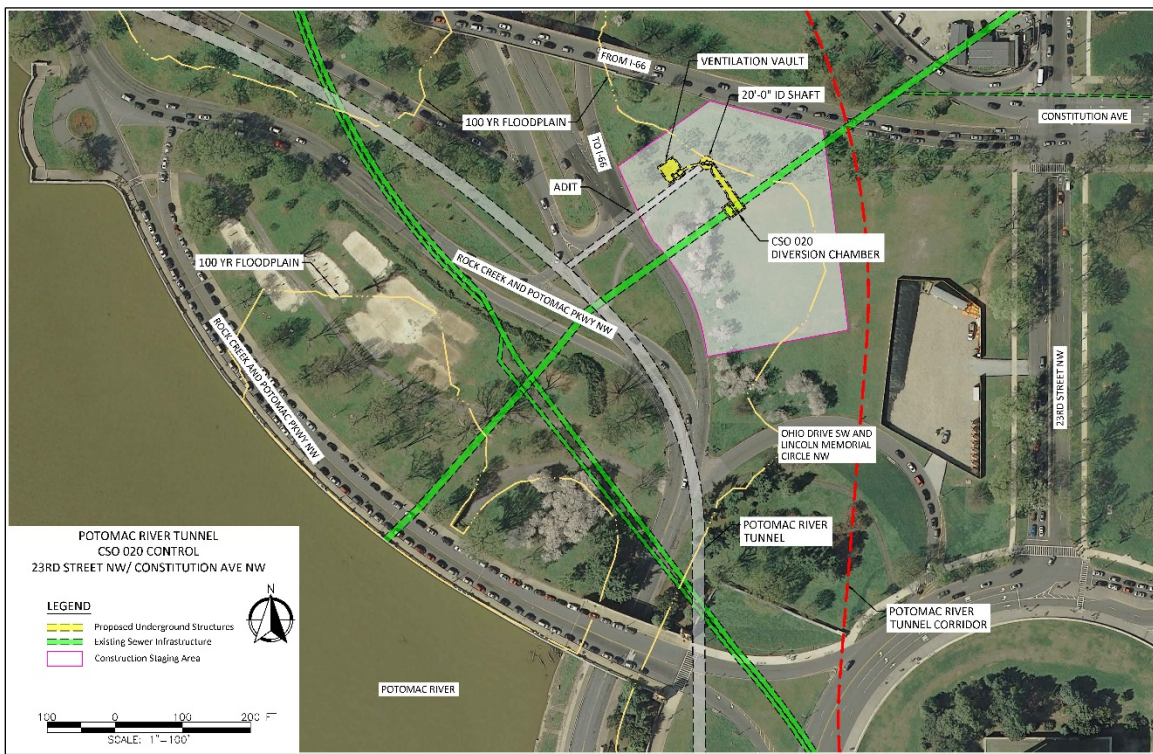 FROM I-66
VENTILATION VAULT
20'-0" ID SHAFT
100 YR FLOODPLAIN
TO I-66
CONSTITUTION AVE
ADIT
CSO 020
DIVERSION CHAMBER
100 YR FLOODPLAIN
ROCK CREEK AND POTOMAC PKWY NW
ROCK CREEK AND POTOMAC PKWY NW
23RD STREET NW
OHIO DRIVE SW AND
LINCOLN MEMORIAL
CIRCLE NW
POTOMAC RIVER
TUNNEL
POTOMAC RIVER
TUNNEL CORRIDOR
POTOMAC RIVER
POTOMAC RIVER TUNNEL
CSO 020 CONTROL
23RD STREET NW/ CONSTITUTION AVE NW
N
LEGEND
Proposed Underground Structures
Existing Sewer Infrastructure
Construction Staging Area
100 0 100 200 FT
SCALE: 1"=100'